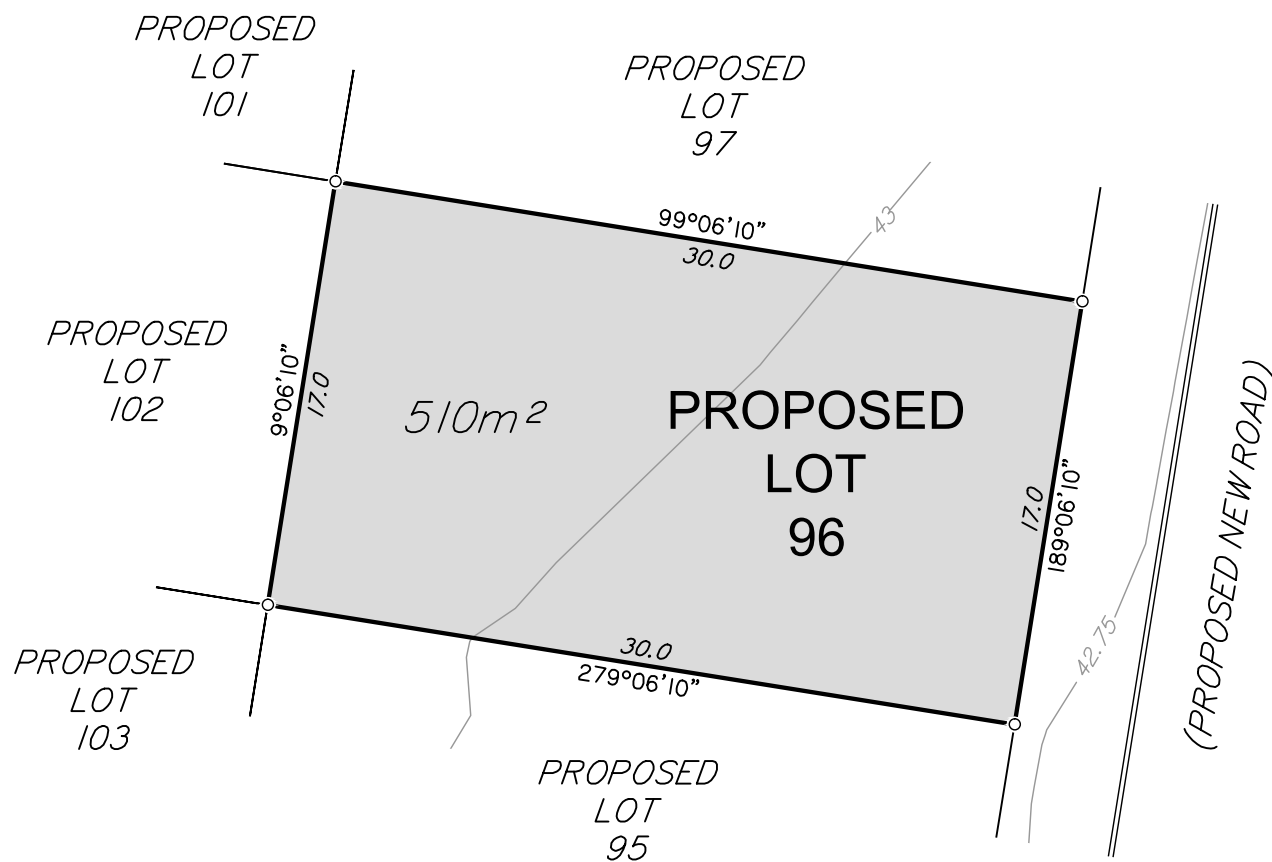 PROPOSED
LOT
101
PROPOSED
LOT
97
99°06'10"
30.0
43
PROPOSED
LOT
102
9°06'10"
17.0
510m²
PROPOSED
LOT
96
17.0
189°06'10"
(PROPOSED NEW ROAD)
42.75
30.0
279°06'10"
PROPOSED
LOT
103
PROPOSED
LOT
95